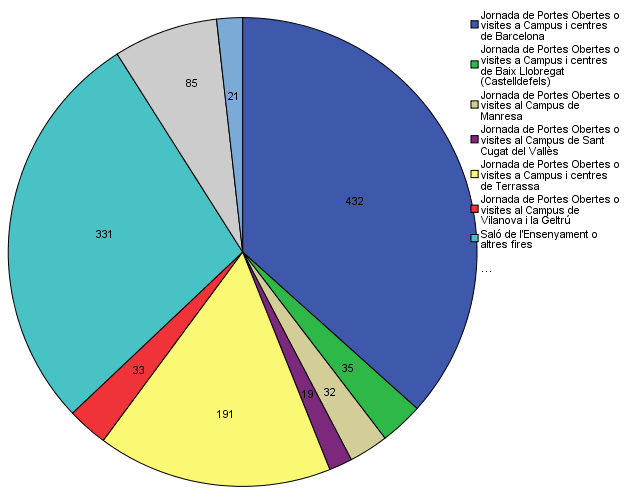 85
21
432
331
35
33
19
32
191
Jornada de Portes Obertes o
visites a Campus i centres
de Barcelona
Jornada de Portes Obertes o
visites a Campus i centres
de Baix Llobregat
(Castelldefels)
Jornada de Portes Obertes o
visites al Campus de
Manresa
Jornada de Portes Obertes o
visites al Campus de Sant
Cugat del Vallès
Jornada de Portes Obertes o
visites a Campus i centres
de Terrassa
Jornada de Portes Obertes o
visites al Campus de
Vilanova i la Geltrú
Saló de l'Ensenyament o
altres fires
...